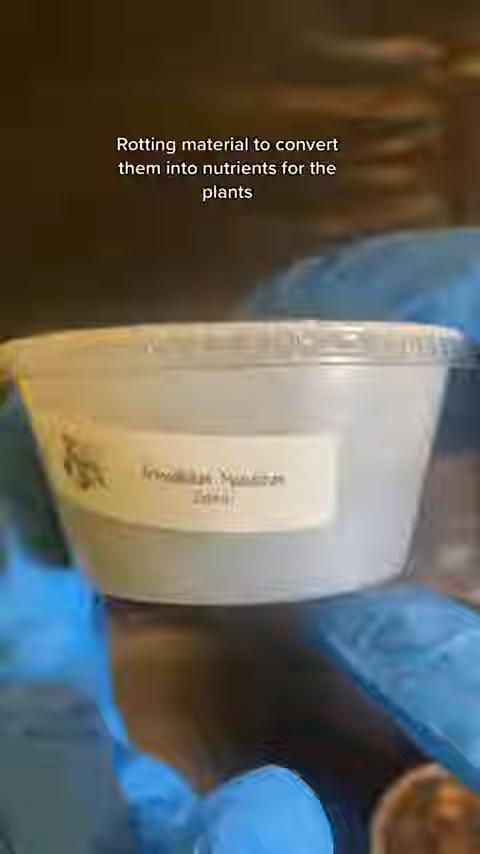 Rotting material to convert
them into nutrients for the
plants